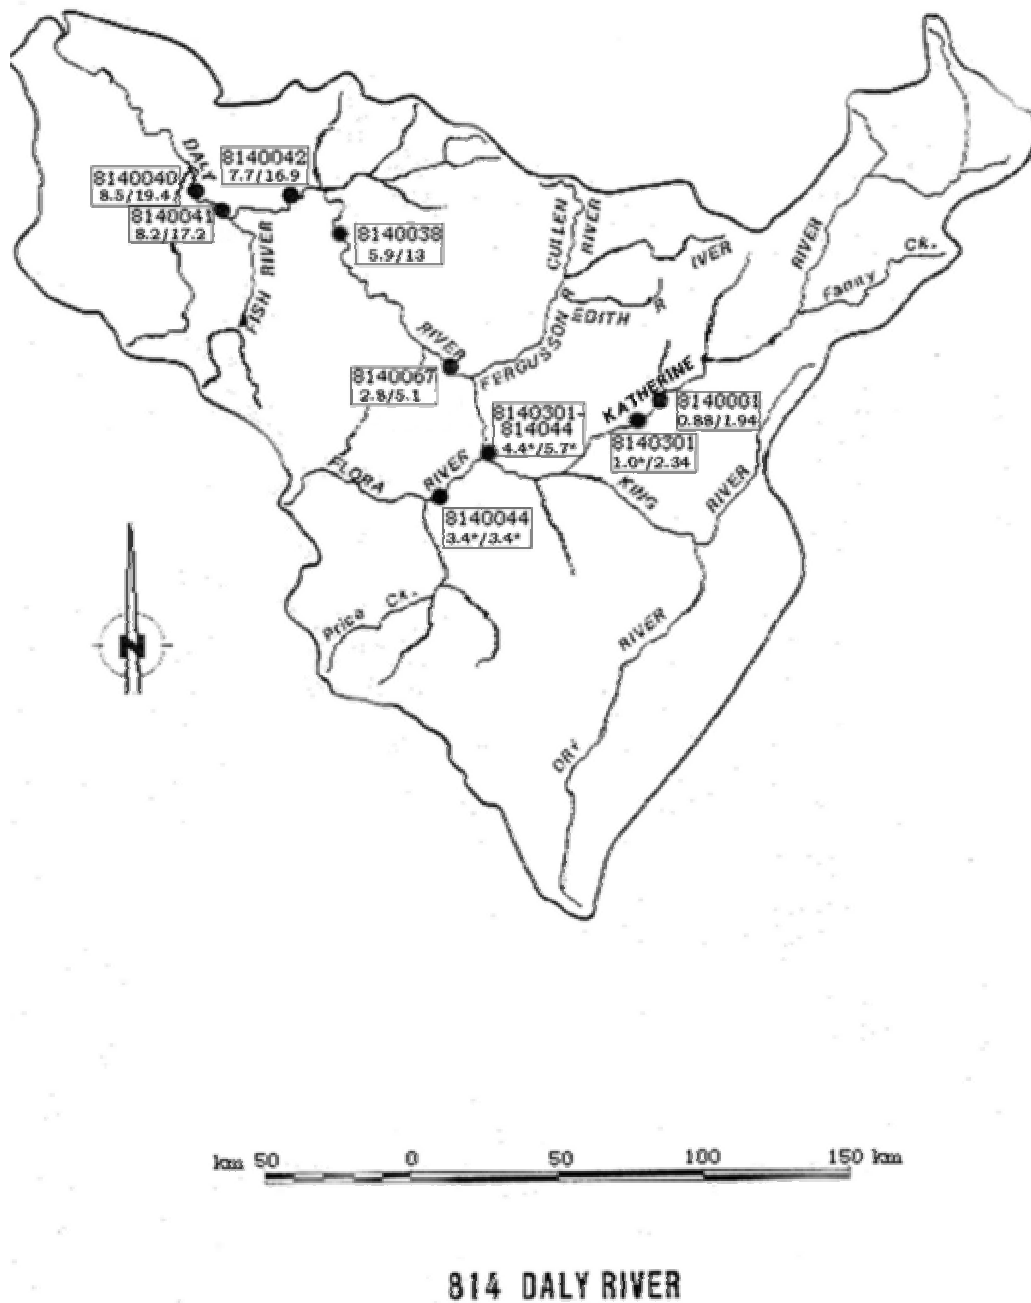 DALY
8140042
7.7/16.9
8140040
8.5/19.4
8140041
8.2/17.2
8140038
5.9/13
FISH RIVER
CULLEN
RIVER
IVER
RIVER
Fanny Ck.
EDITH R
FERGUSSON R
RIVER
8140067
2.8/5.1
KATHERINE
8140001
0.88/1.94
8140301-
814044
4.4*/5.7*
8140301
1.0*/2.34
FLORA
RIVER
KING
RIVER
8140044
3.4*/3.4*
Price Ck.
RIVER
N
DRY
km 50 0 50 100 150 km
814 DALY RIVER